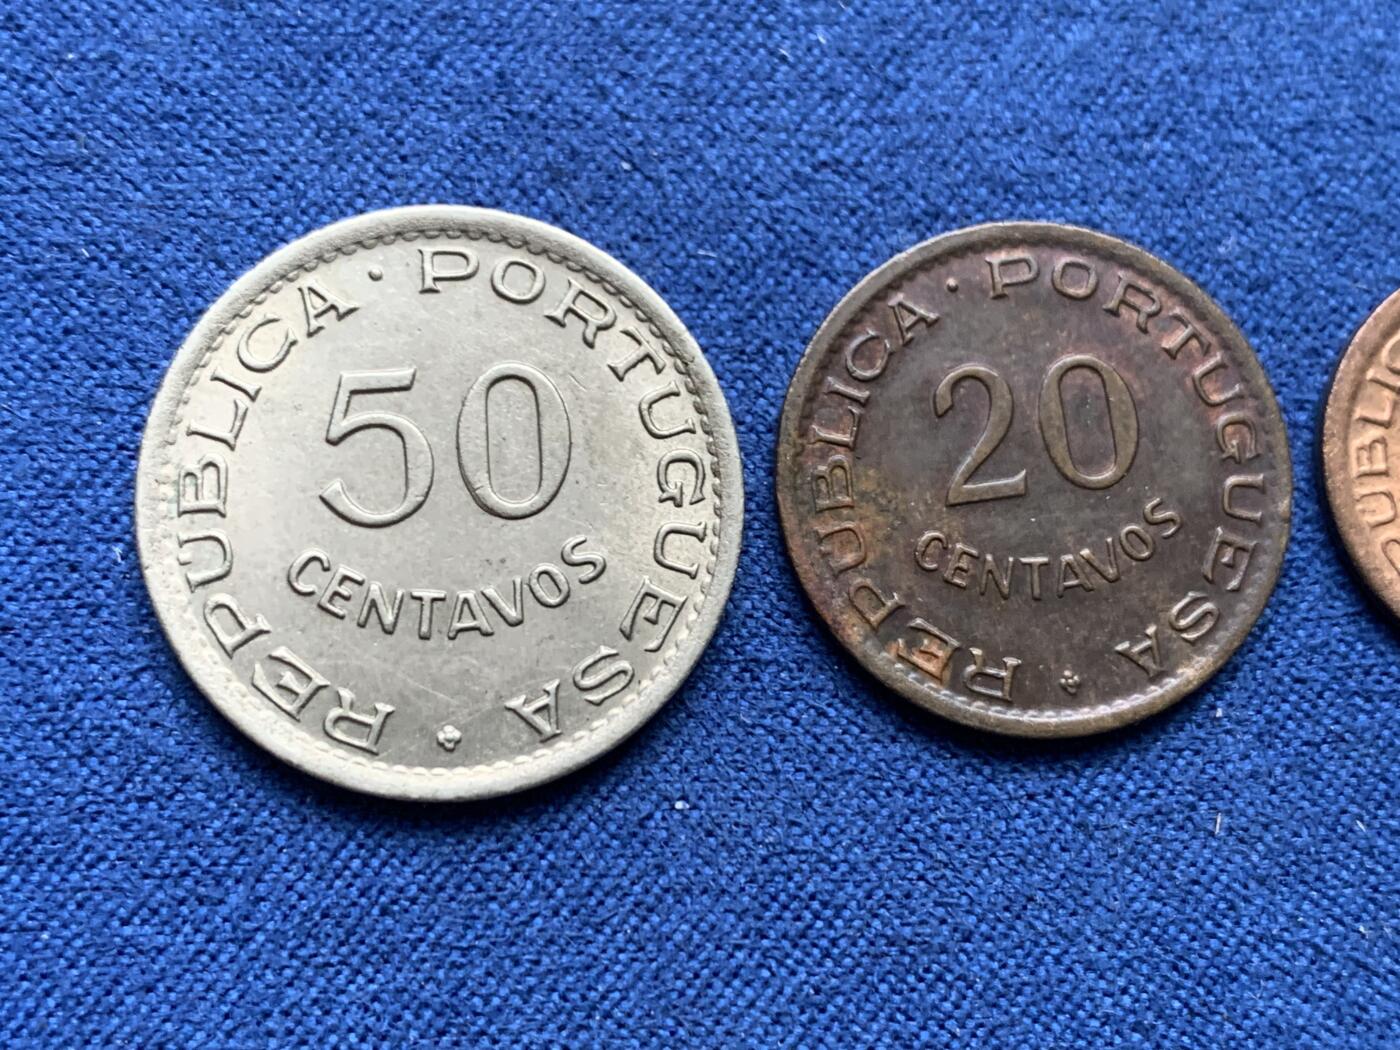 REPUBLICA · PORTUGUESA
50
CENTAVOS
REPUBLICA · PORTUGUESA
20
CENTAVOS